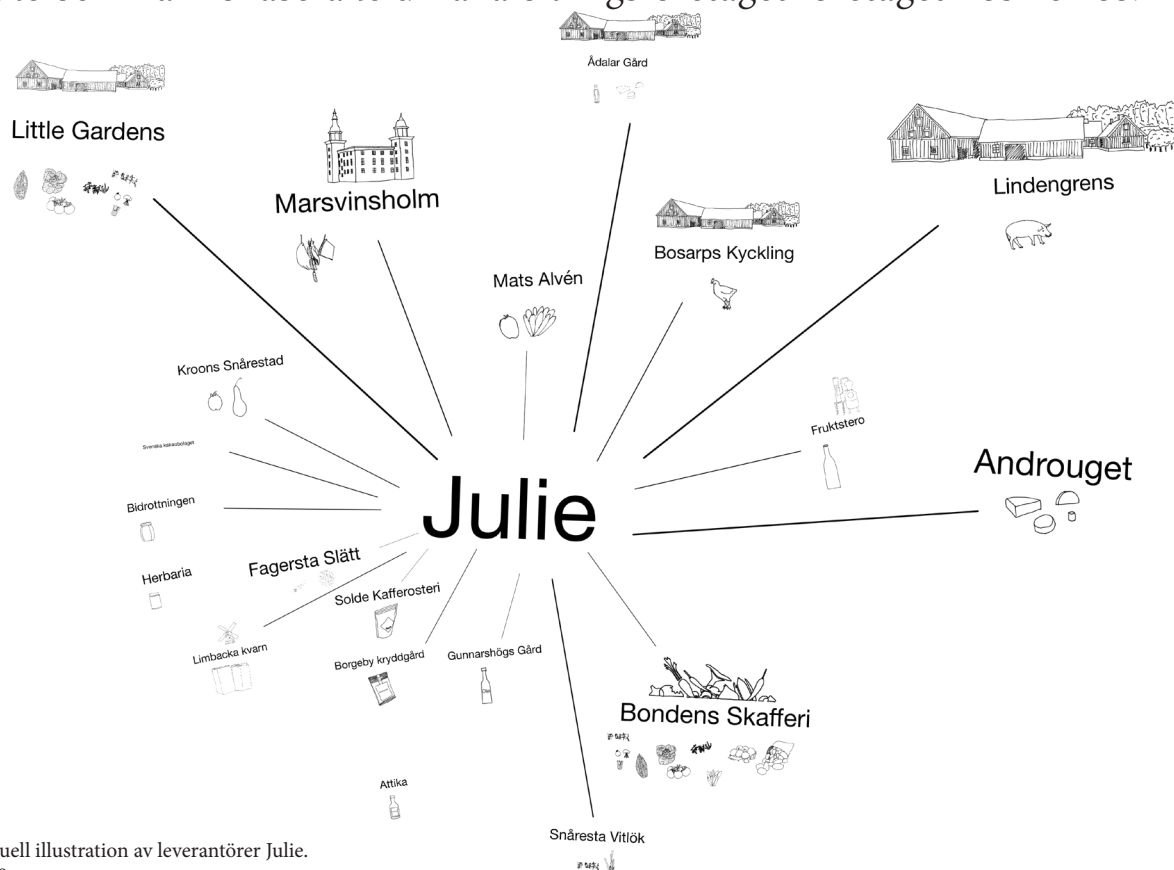 Ådalar Gård
Little Gardens
Marsvinsholm
Lindengrens
Bosarps Kyckling
Mats Alvén
Kroons Snårestad
Svenska kakaobolaget
Fruktstero
Androuget
Julie
Bidrottningen
Fagersta Slätt
Herbaria
Solde Kafferosteri
Limbacka kvarn
Borgeby kryddgård
Gunnarshögs Gård
Bondens Skafferi
Attika
Snåresta Vitlök
uell illustration av leverantörer Julie.